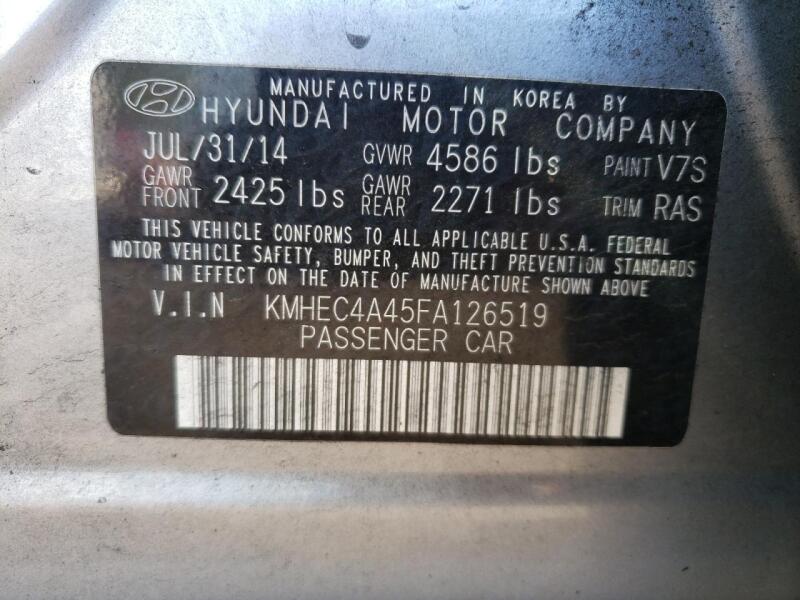 MANUFACTURED IN KOREA BY
HYUNDAI MOTOR COMPANY
JUL/31/14 GVWR 4586 lbs PAINT V7S
GAWR FRONT 2425 lbs GAWR REAR 2271 lbs TRIM RAS
THIS VEHICLE CONFORMS TO ALL APPLICABLE U.S.A. FEDERAL
MOTOR VEHICLE SAFETY, BUMPER, AND THEFT PREVENTION STANDARDS
IN EFFECT ON THE DATE OF MANUFACTURE SHOWN ABOVE
V.I.N KMHEC4A45FA126519
PASSENGER CAR